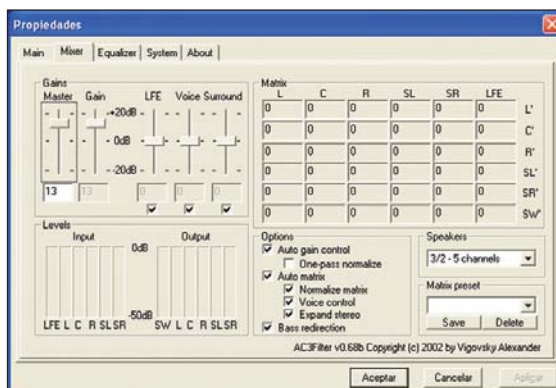 Propiedades
Main Mixer Equalizer System About
Gains
Master Gain LFE Voice Surround
+20dB
0dB
-20dB
13 13 0 0 0
Matrix
L C R SL SR LFE
0 0 0 0 0 0 L'
0 0 0 0 0 0 C'
0 0 0 0 0 0 R'
0 0 0 0 0 0 SL'
0 0 0 0 0 0 SR'
0 0 0 0 0 0 SW'
Levels
Input Output
0dB
-50dB
LFE L C R SL SR SW L C R SL SR
Options
Auto gain control
One-pass normalize
Auto matrix
Normalize matrix
Voice control
Expand stereo
Bass redirection
Speakers
3/2 - 5 channels
Matrix preset
Save Delete
AC3Filter v0.68b Copyright (c) 2002 by Vigovsky Alexander
Aceptar Cancelar Aplicar